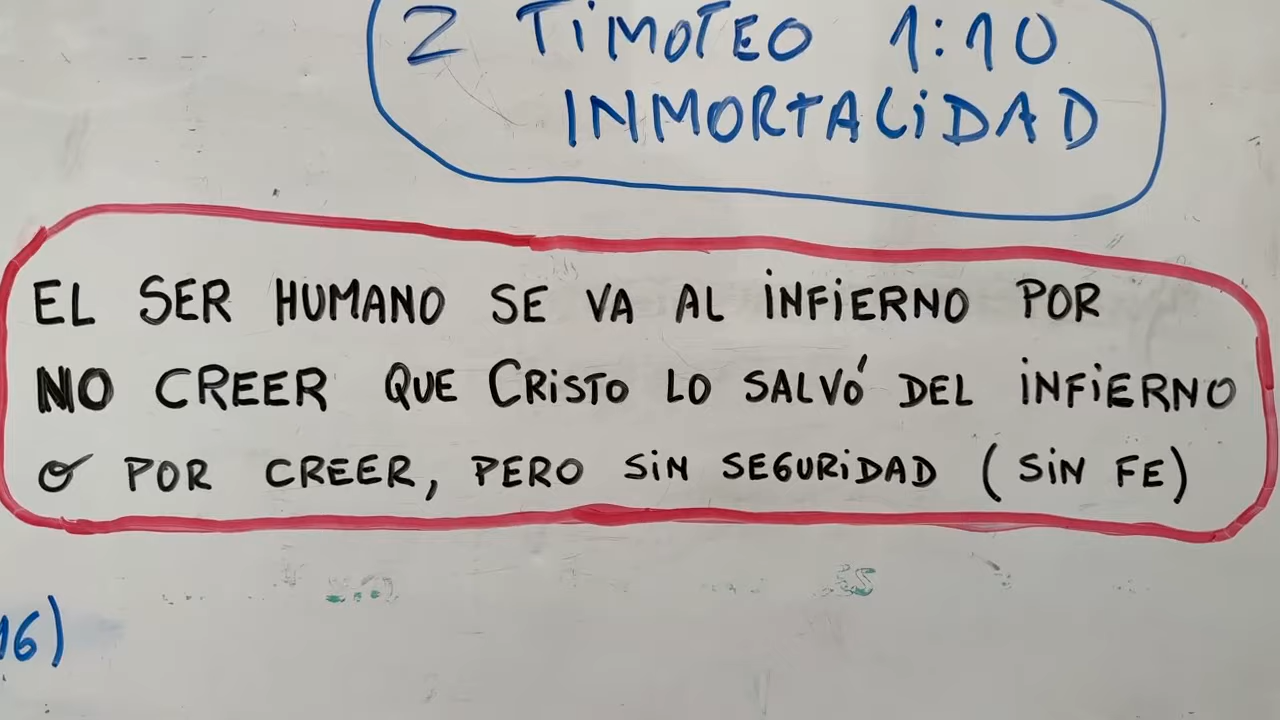 2 TIMOTEO 1:10
INMORTALIDAD
EL SER HUMANO SE VA AL INFIERNO POR
NO CREER QUE CRISTO LO SALVÓ DEL INFIERNO
O POR CREER, PERO SIN SEGURIDAD (SIN FE)
16)